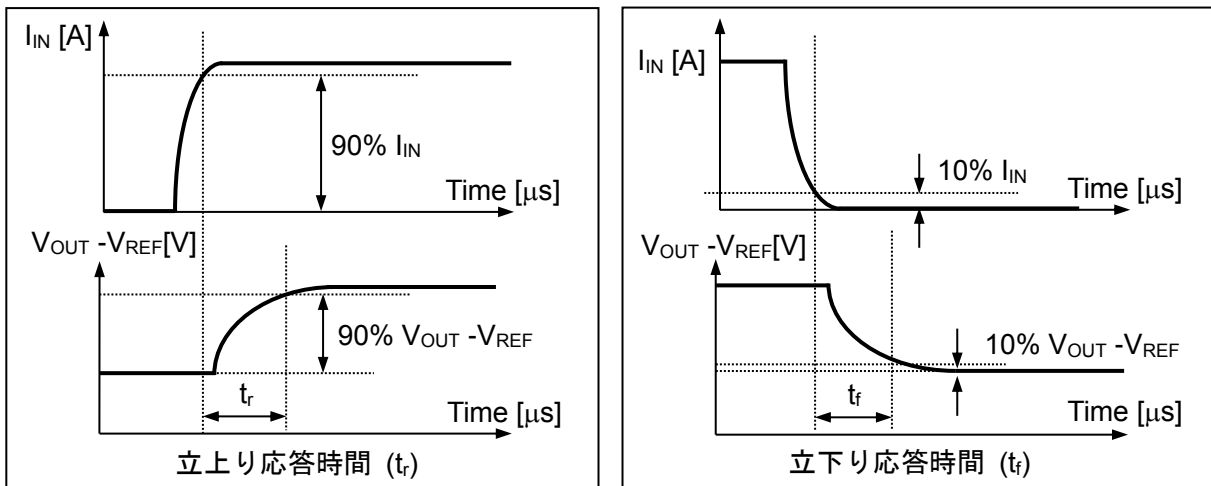 I_IN [A]
90% I_IN
Time [μs]
V_OUT -V_REF[V]
90% V_OUT -V_REF
t_r
Time [μs]
立上り応答時間 (t_r)
I_IN [A]
10% I_IN
Time [μs]
V_OUT -V_REF[V]
10% V_OUT -V_REF
t_f
Time [μs]
立下り応答時間 (t_f)